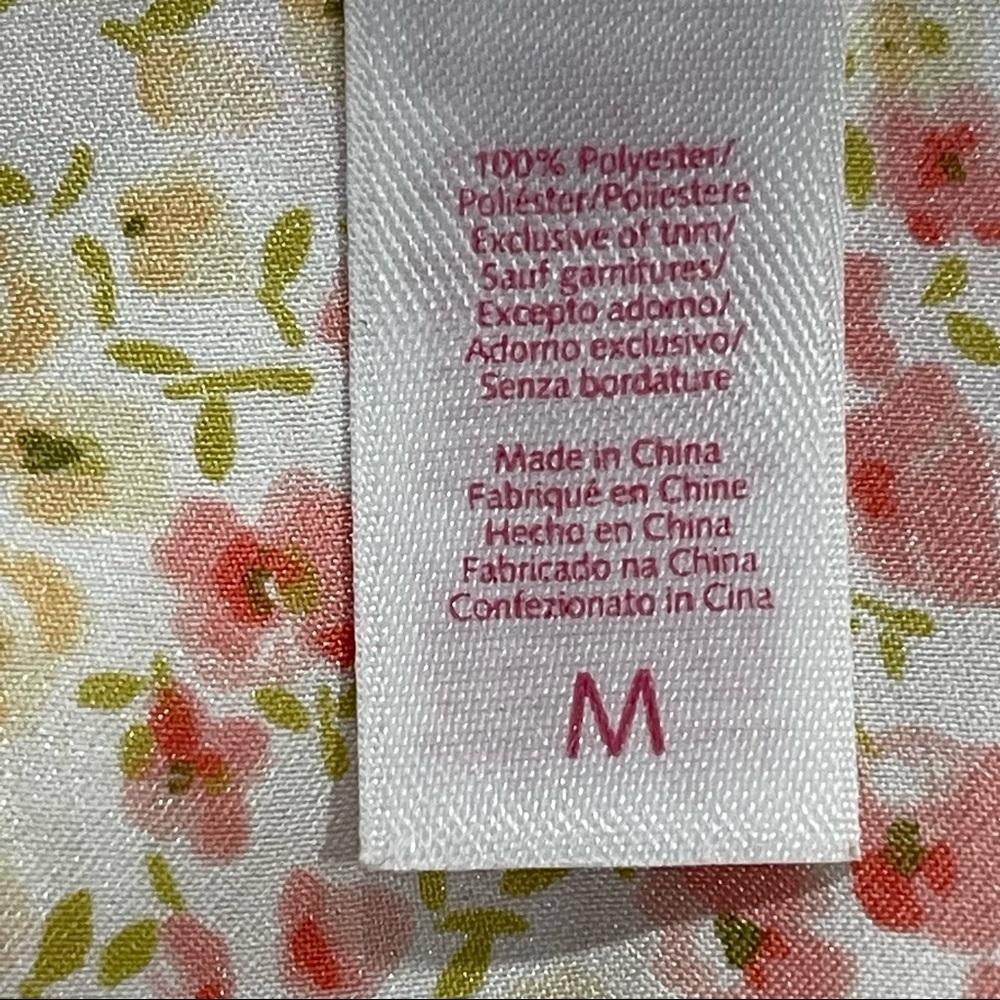 100% Polyester/
Poliéster/Poliestere
Exclusive of trim/
Sauf garnitures/
Excepto adorno/
Adorno exclusivo/
Senza bordature
Made in China
Fabriqué en Chine
Hecho en China
Fabricado na China
Confezionato in Cina
M